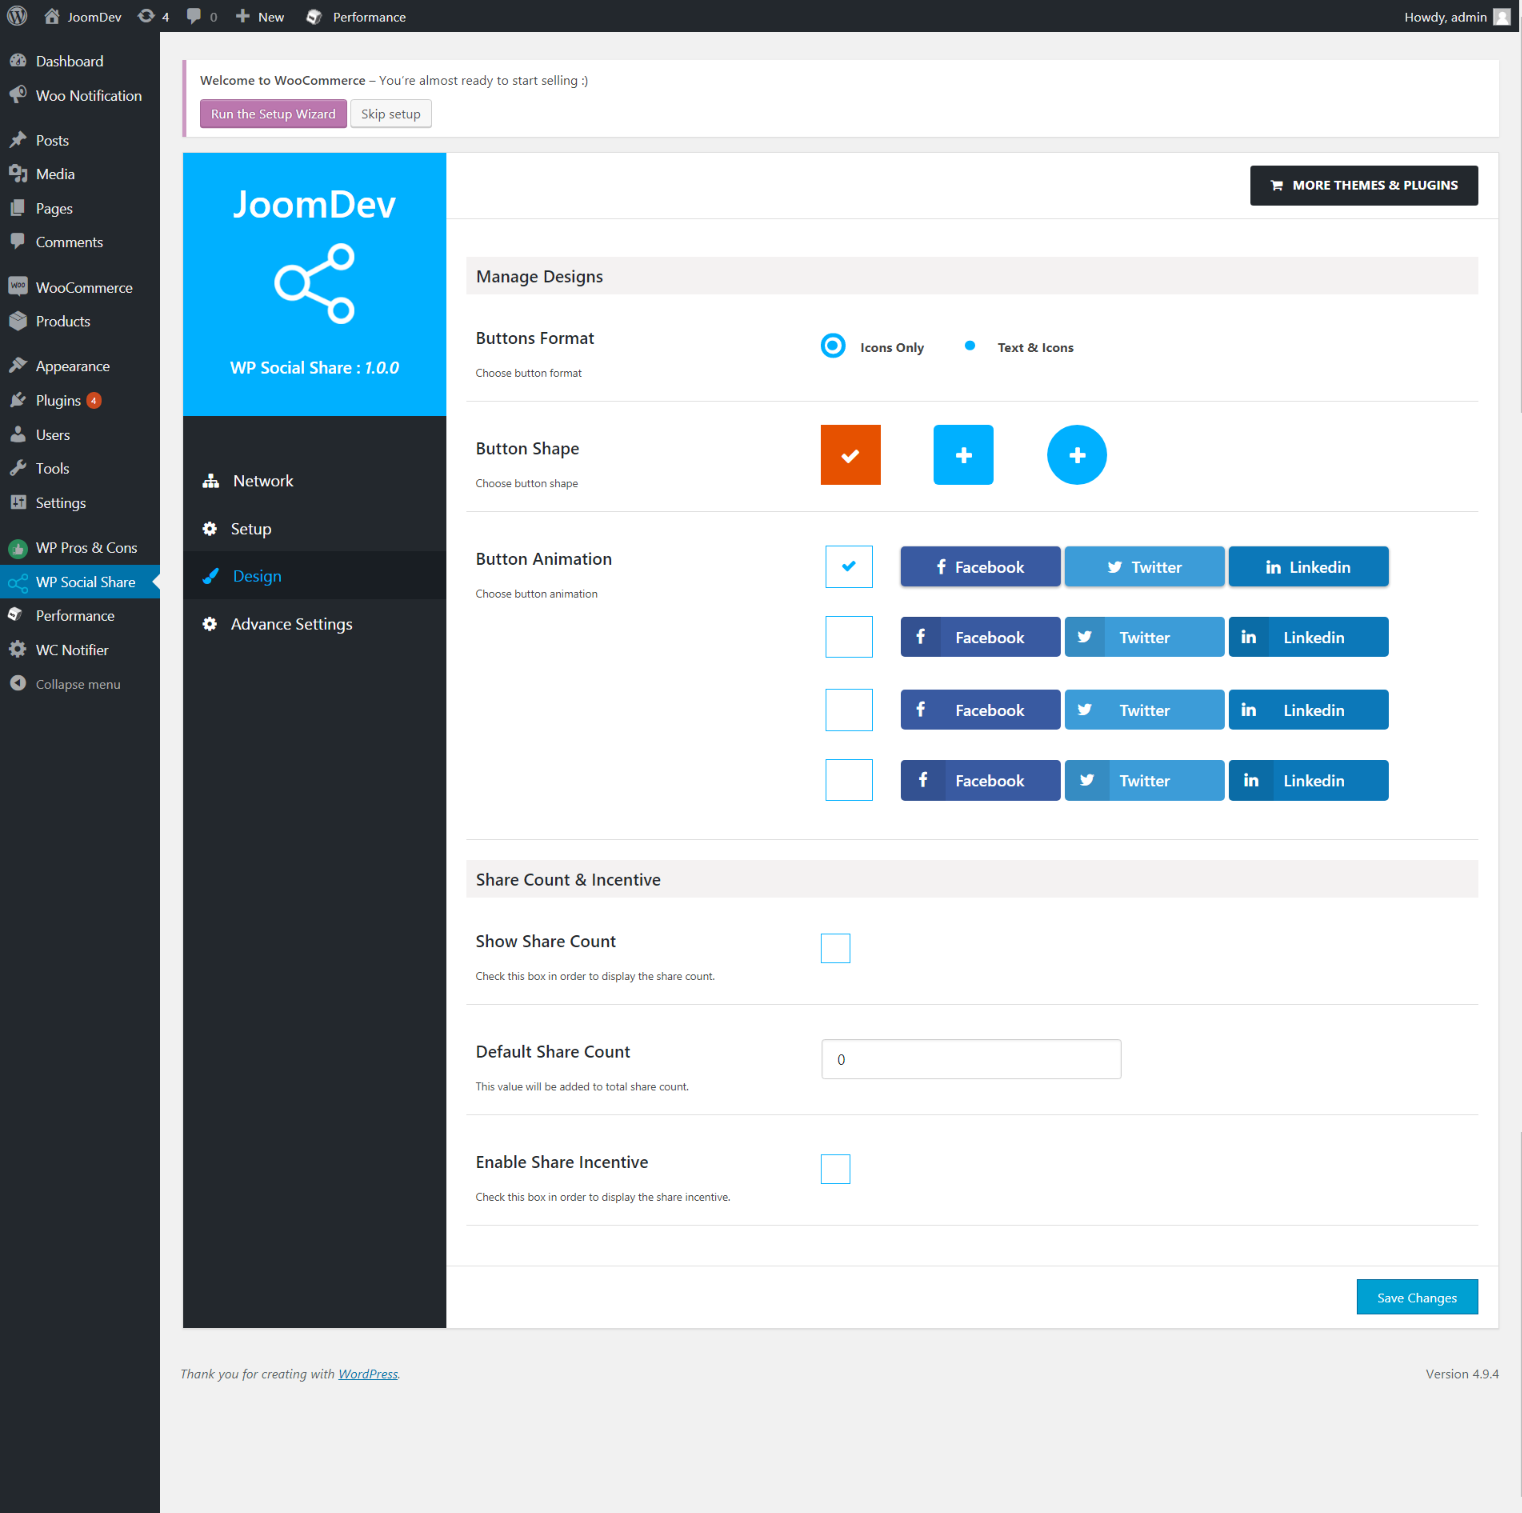 JoomDev 4 0 New Performance Howdy, admin
Dashboard
Woo Notification
Posts
Media
Pages
Comments
WooCommerce
Products
Appearance
Plugins 4
Users
Tools
Settings
WP Pros & Cons
WP Social Share
Performance
WC Notifier
Collapse menu
Welcome to WooCommerce – You're almost ready to start selling :)
Run the Setup Wizard Skip setup
JoomDev
WP Social Share : 1.0.0
Network
Setup
Design
Advance Settings
MORE THEMES & PLUGINS
Manage Designs
Buttons Format
Choose button format
Icons Only Text & Icons
Button Shape
Choose button shape
Button Animation
Choose button animation
Facebook Twitter Linkedin
Facebook Twitter Linkedin
Facebook Twitter Linkedin
Facebook Twitter Linkedin
Share Count & Incentive
Show Share Count
Check this box in order to display the share count.
Default Share Count
This value will be added to total share count.
0
Enable Share Incentive
Check this box in order to display the share incentive.
Save Changes
Thank you for creating with WordPress.
Version 4.9.4